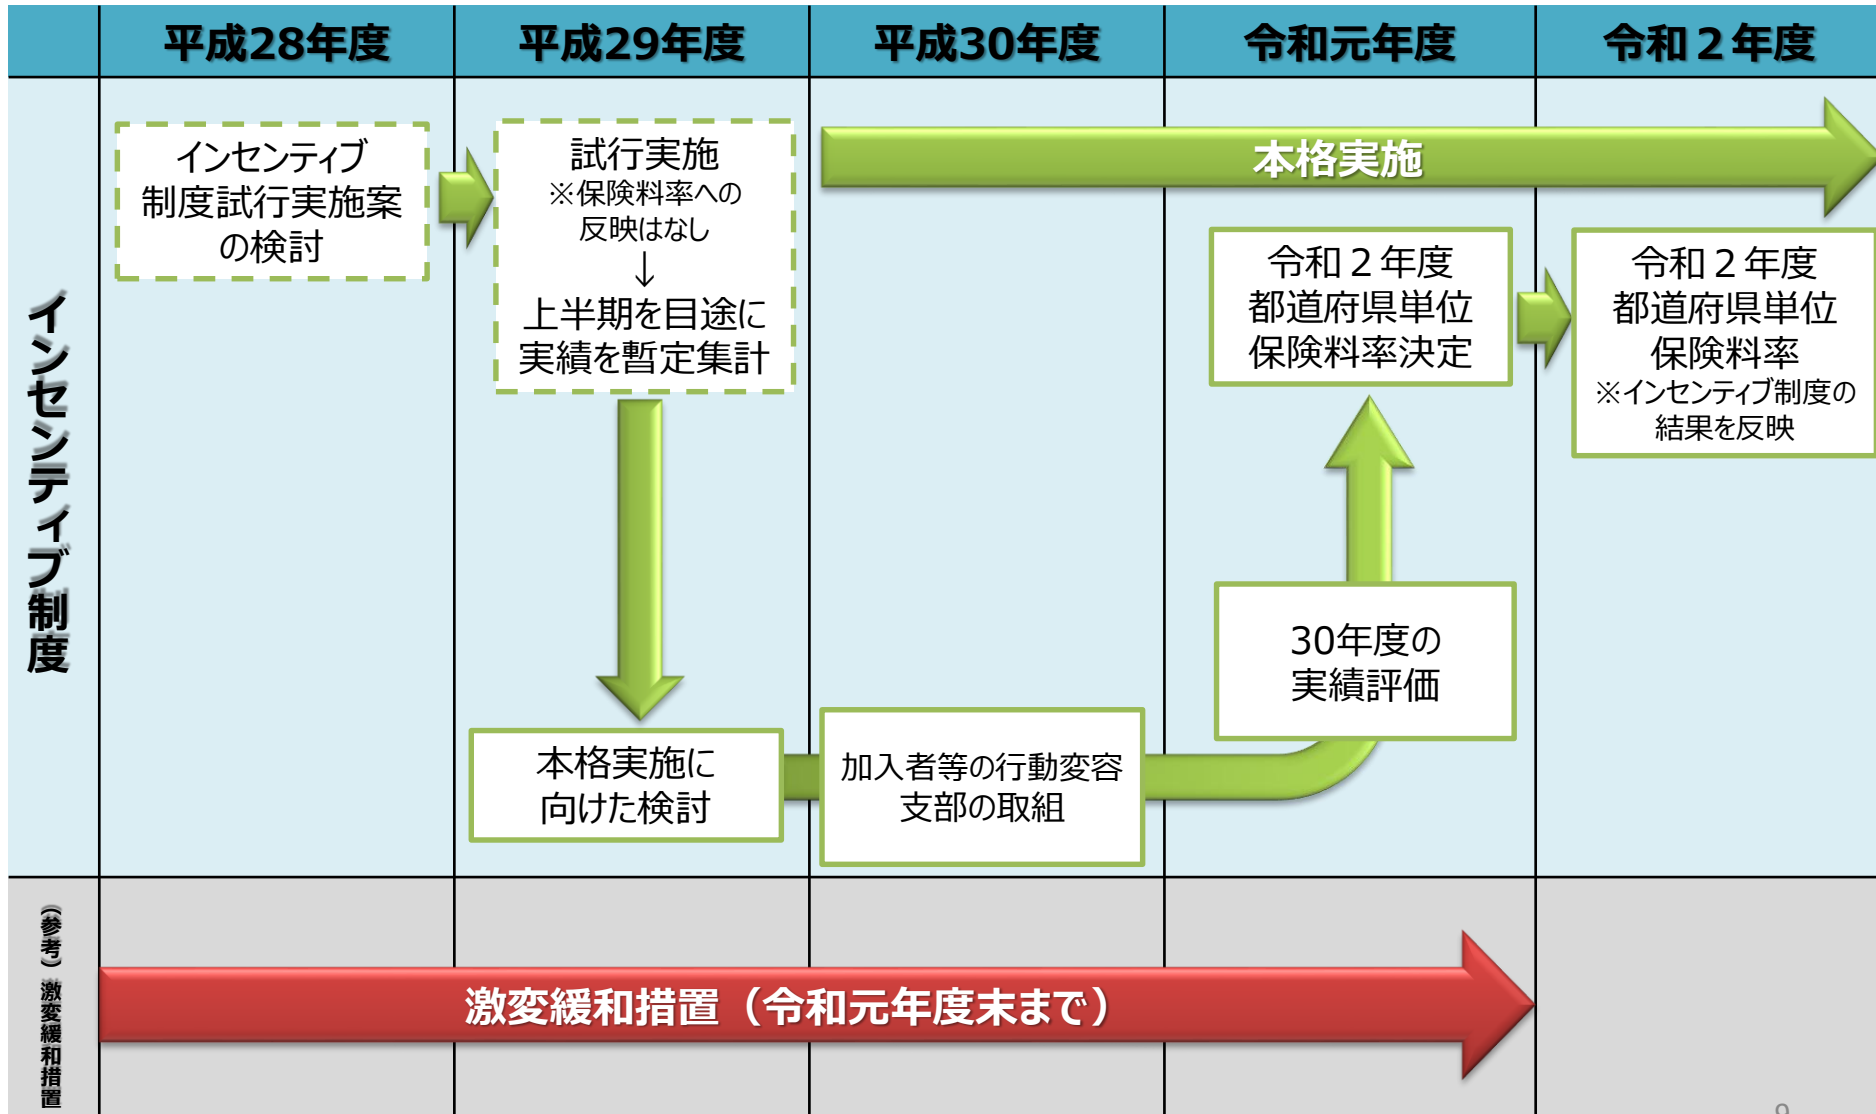 平成28年度
平成29年度
平成30年度
令和元年度
令和２年度
インセンティブ制度
インセンティブ
制度試行実施案
の検討
試行実施
※保険料率への
反映はなし
↓
上半期を目途に
実績を暫定集計
本格実施
令和２年度
都道府県単位
保険料率決定
令和２年度
都道府県単位
保険料率
※インセンティブ制度の
結果を反映
30年度の
実績評価
本格実施に
向けた検討
加入者等の行動変容
支部の取組
（参考）激変緩和措置
激変緩和措置（令和元年度末まで）
9